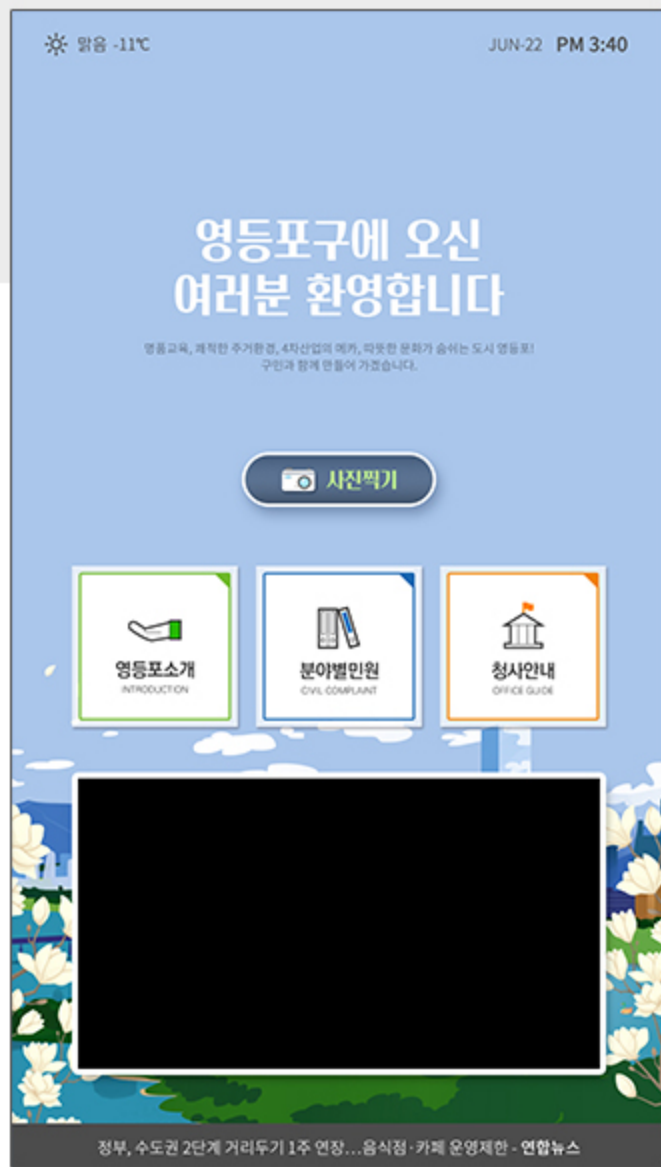 맑음 -11℃
JUN-22 PM 3:40
영등포구에 오신
여러분 환영합니다
명품교육, 쾌적한 주거환경, 4차산업의 메카, 따뜻한 문화가 숨쉬는 도시 영등포!
구민과 함께 만들어 가겠습니다.
사진찍기
영등포소개
INTRODUCTION
분야별민원
CIVIL COMPLAINT
청사안내
OFFICE GUIDE
정부, 수도권 2단계 거리두기 1주 연장…음식점·카페 운영제한 - 연합뉴스